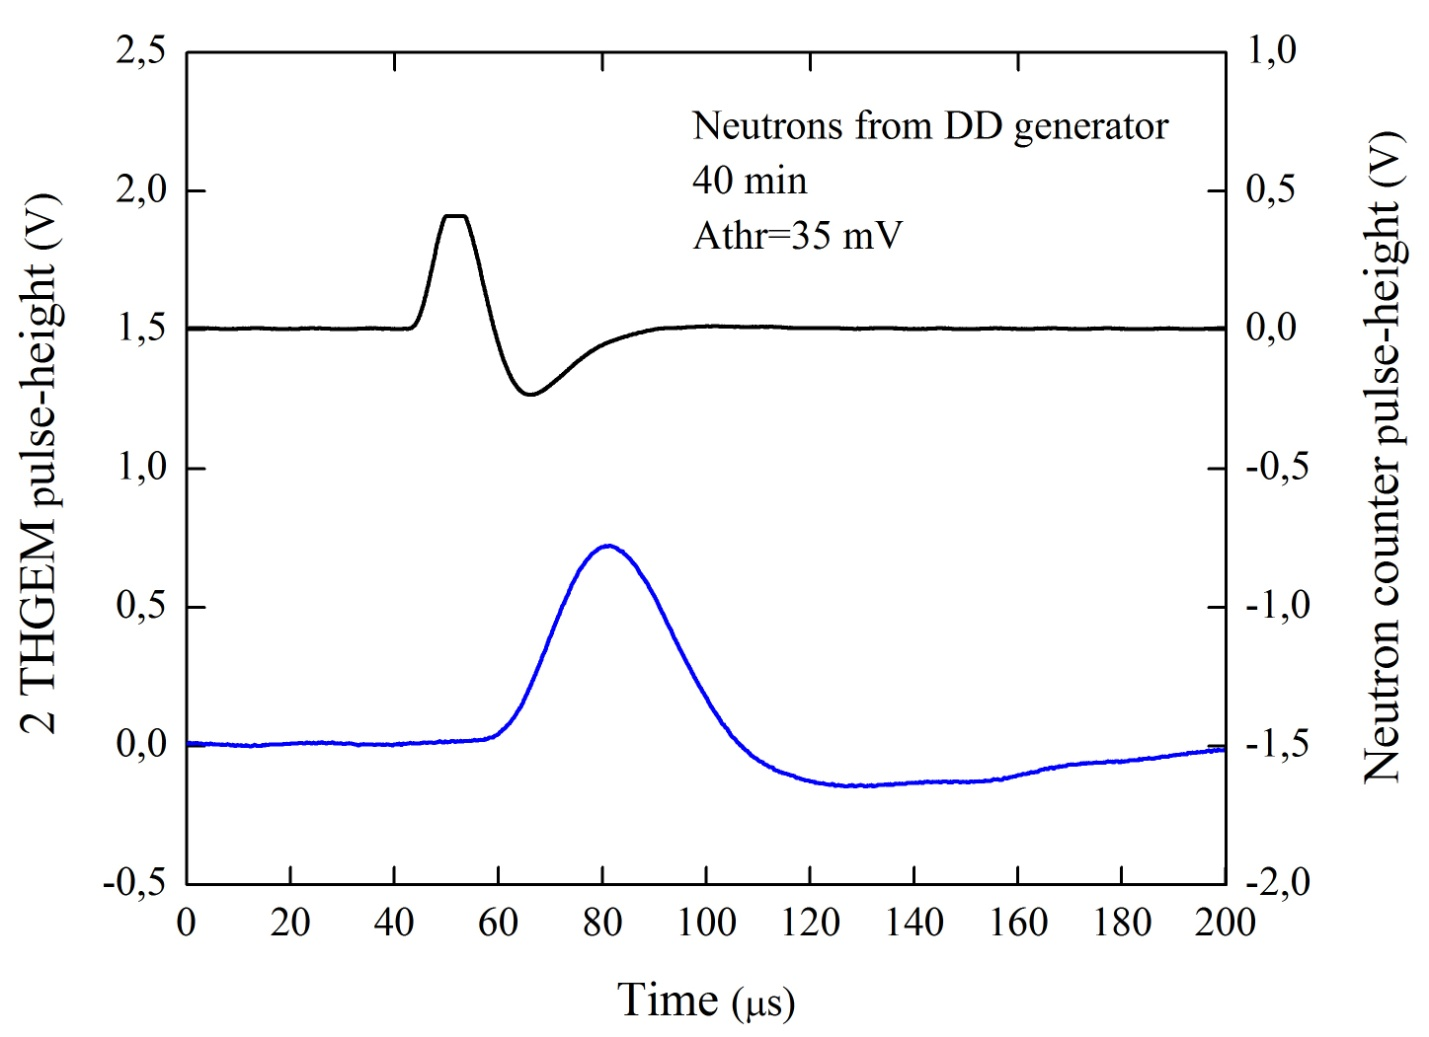 2,5
2,0
1,5
1,0
0,5
0,0
-0,5
2 THGEM pulse-height (V)
Neutrons from DD generator
40 min
Athr=35 mV
1,0
0,5
0,0
-0,5
-1,0
-1,5
-2,0
Neutron counter pulse-height (V)
0 20 40 60 80 100 120 140 160 180 200
Time (μs)